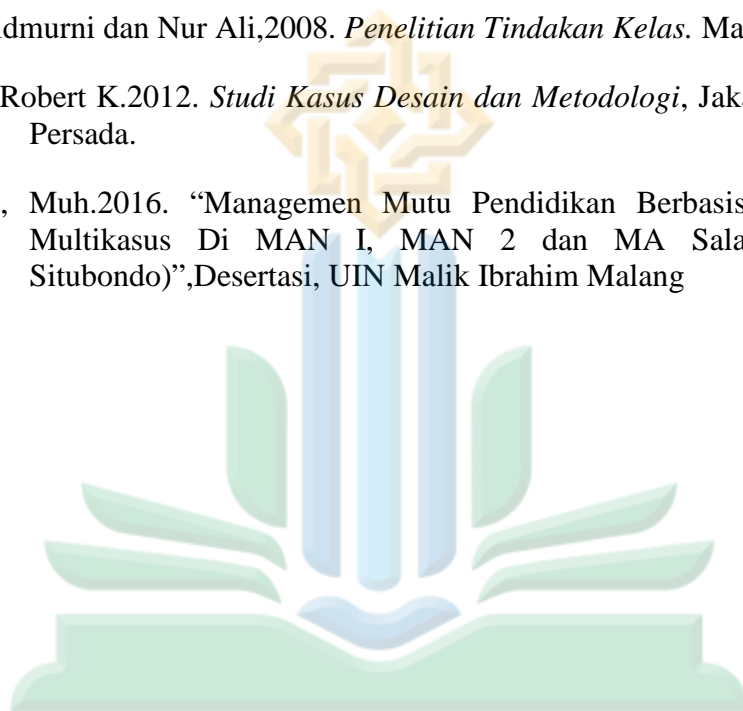 dmurni dan Nur Ali,2008. Penelitian Tindakan Kelas. Ma
Robert K.2012. Studi Kasus Desain dan Metodologi, Jaka
Persada.
, Muh.2016. “Managemen Mutu Pendidikan Berbasis
Multikasus Di MAN I, MAN 2 dan MA Sala
Situbondo)”,Desertasi, UIN Malik Ibrahim Malang